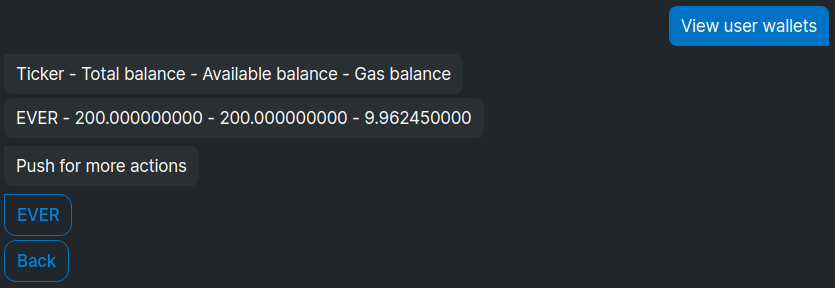 View user wallets
Ticker - Total balance - Available balance - Gas balance
EVER - 200.000000000 - 200.000000000 - 9.962450000
Push for more actions
EVER
Back